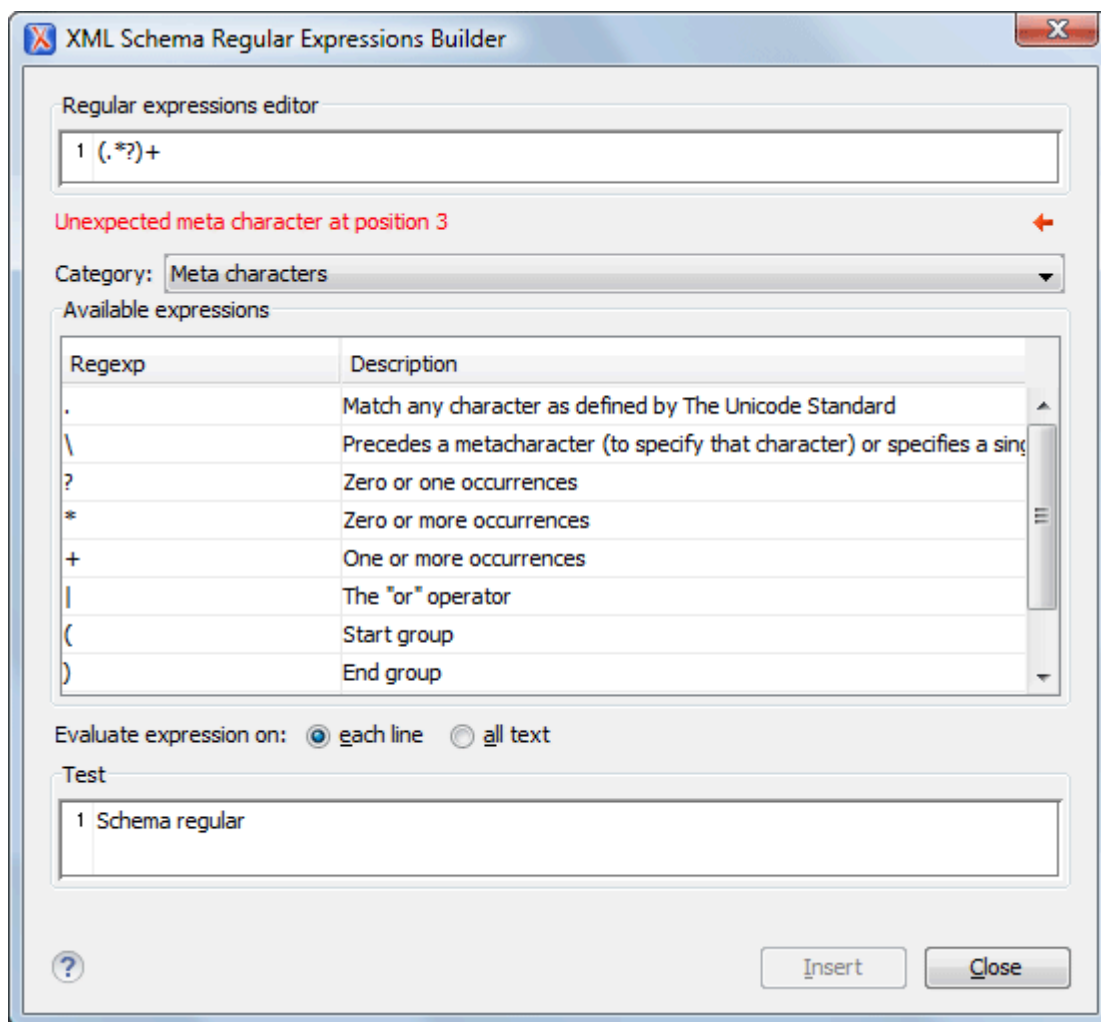 XML Schema Regular Expressions Builder
Regular expressions editor
1 (.*?)+
Unexpected meta character at position 3
Category: Meta characters
Available expressions
Regexp Description
. Match any character as defined by The Unicode Standard
\ Precedes a metacharacter (to specify that character) or specifies a sing
? Zero or one occurrences
* Zero or more occurrences
+ One or more occurrences
| The "or" operator
( Start group
) End group
Evaluate expression on: each line all text
Test
1 Schema regular
? Insert Close